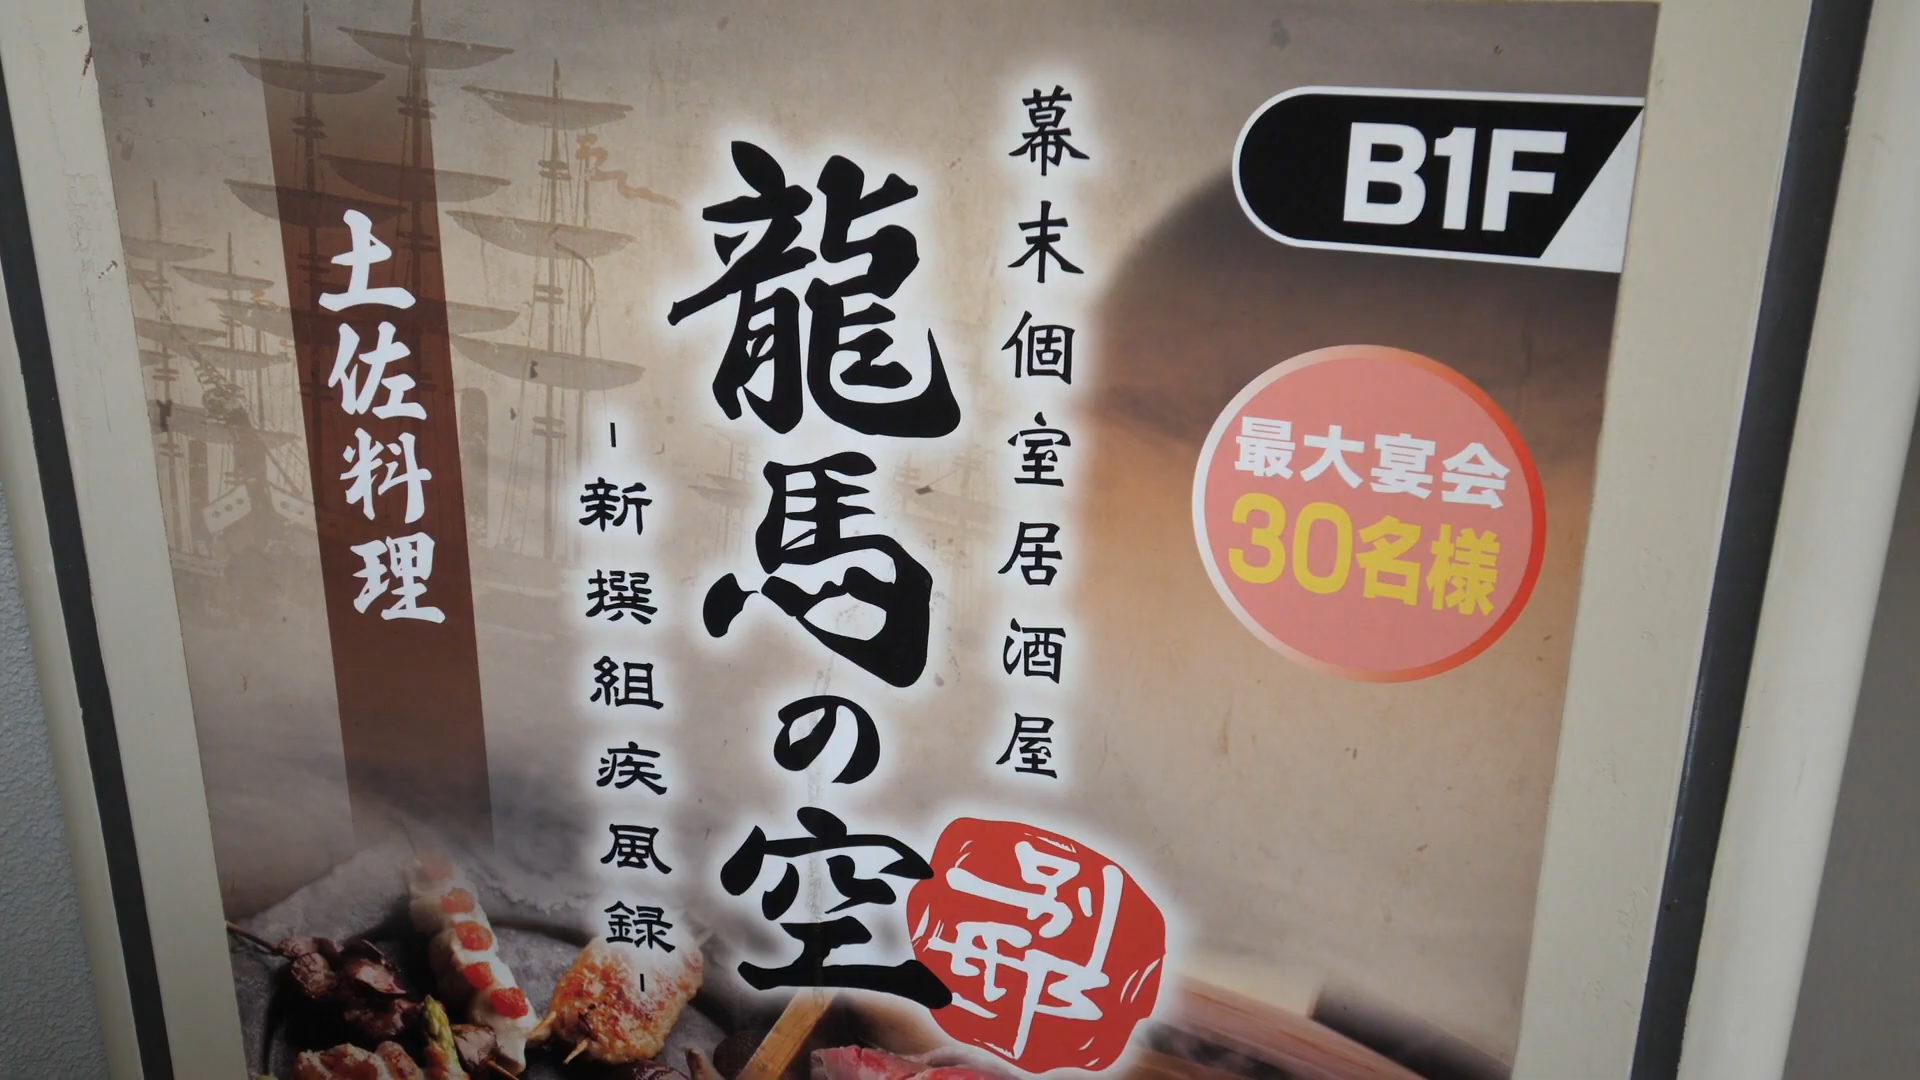 B1F
最大宴会
30名様
幕末個室居酒屋
龍馬の空
別邸
-新撰組疾風録-
土佐料理